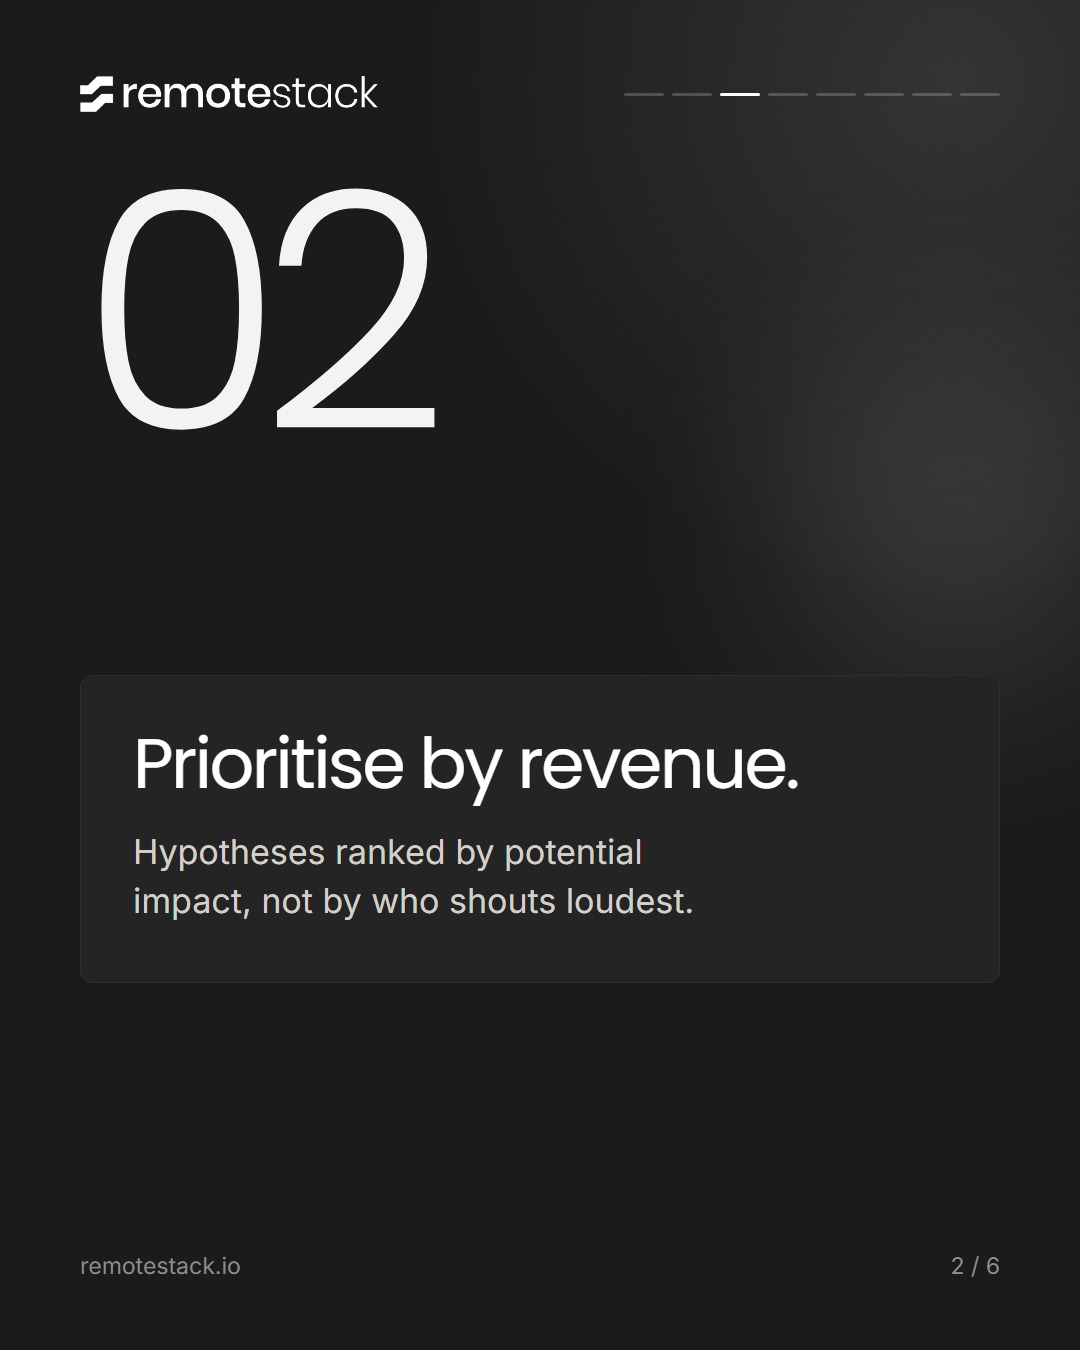 remotestack
02
Prioritise by revenue.
Hypotheses ranked by potential
impact, not by who shouts loudest.
remotestack.io
2 / 6